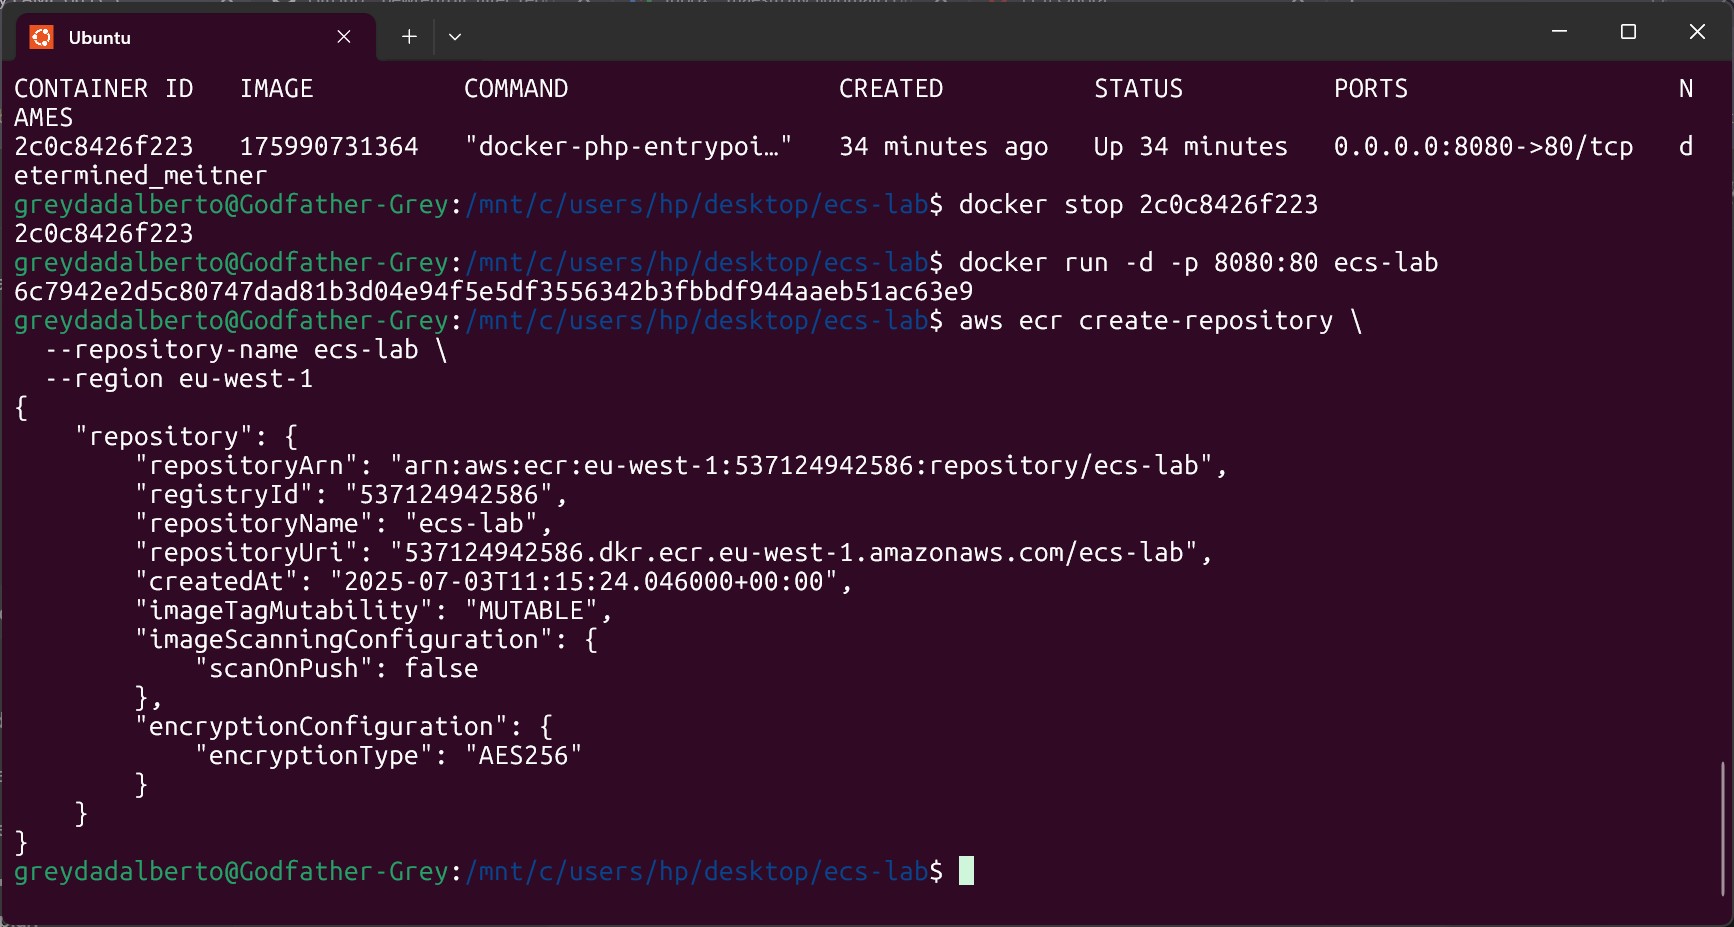 Ubuntu
CONTAINER ID   IMAGE          COMMAND                  CREATED          STATUS          PORTS                  N
AMES
2c0c8426f223   175990731364   "docker-php-entrypoi…"   34 minutes ago   Up 34 minutes   0.0.0.0:8080->80/tcp   d
etermined_meitner
greydadalberto@Godfather-Grey:/mnt/c/users/hp/desktop/ecs-lab$ docker stop 2c0c8426f223
2c0c8426f223
greydadalberto@Godfather-Grey:/mnt/c/users/hp/desktop/ecs-lab$ docker run -d -p 8080:80 ecs-lab
6c7942e2d5c80747dad81b3d04e94f5e5df3556342b3fbbdf944aaeb51ac63e9
greydadalberto@Godfather-Grey:/mnt/c/users/hp/desktop/ecs-lab$ aws ecr create-repository \
  --repository-name ecs-lab \
  --region eu-west-1
{
    "repository": {
        "repositoryArn": "arn:aws:ecr:eu-west-1:537124942586:repository/ecs-lab",
        "registryId": "537124942586",
        "repositoryName": "ecs-lab",
        "repositoryUri": "537124942586.dkr.ecr.eu-west-1.amazonaws.com/ecs-lab",
        "createdAt": "2025-07-03T11:15:24.046000+00:00",
        "imageTagMutability": "MUTABLE",
        "imageScanningConfiguration": {
            "scanOnPush": false
        },
        "encryptionConfiguration": {
            "encryptionType": "AES256"
        }
    }
}
greydadalberto@Godfather-Grey:/mnt/c/users/hp/desktop/ecs-lab$